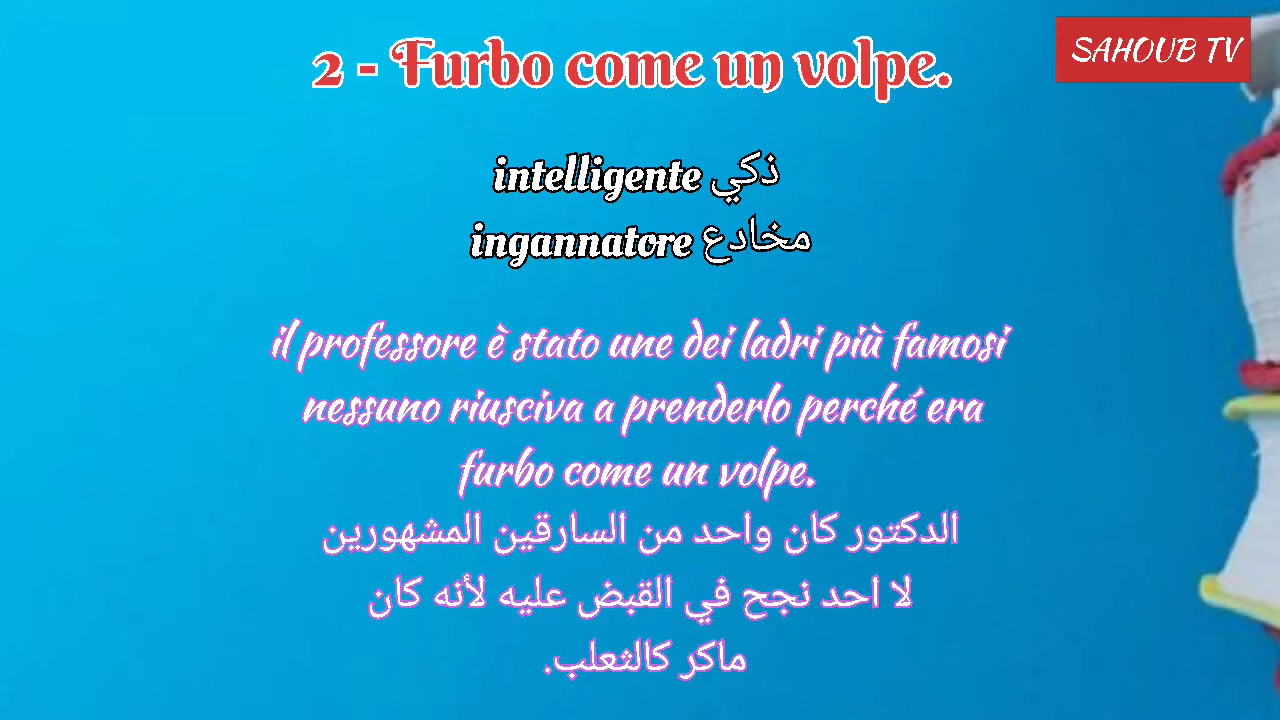 2 - Furbo come un volpe.
SAHOUB TV
intelligente ذكي
ingannatore مخادع
il professore è stato une dei ladri più famosi
nessuno riusciva a prenderlo perché era
furbo come un volpe.
الدكتور كان واحد من السارقين المشهورين
لا احد نجح في القبض عليه لأنه كان
ماكر كالثعلب.